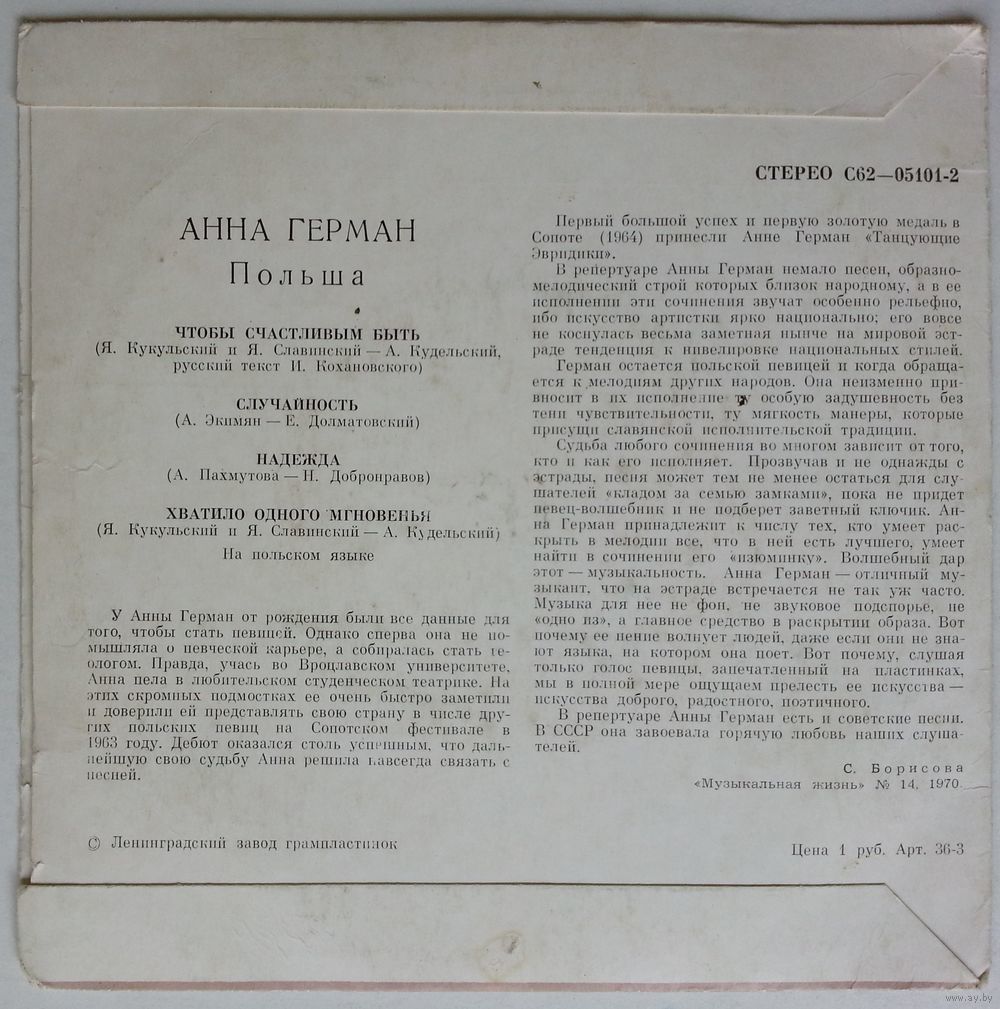 СТЕРЕО С62—05101-2
АННА ГЕРМАН
Польша
ЧТОБЫ СЧАСТЛИВЫМ БЫТЬ
(Я. Кукульский и Я. Славинский — А. Кудельский,
русский текст И. Кохановского)
СЛУЧАЙНОСТЬ
(А. Экимян — Е. Долматовский)
НАДЕЖДА
(А. Пахмутова — Н. Добронравов)
ХВАТИЛО ОДНОГО МГНОВЕНЬЯ
(Я. Кукульский и Я. Славинский — А. Кудельский)
На польском языке
У Анны Герман от рождения были все данные для
того, чтобы стать певицей. Однако сперва она не по-
мышляла о певческой карьере, а собиралась стать ге-
ологом. Правда, учась во Вроцлавском университете,
Анна пела в любительском студенческом театрике. На
этих скромных подмостках ее очень быстро заметили
и доверили ей представлять свою страну в числе дру-
гих польских певиц на Сопотском фестивале в
1963 году. Дебют оказался столь успешным, что даль-
нейшую свою судьбу Анна решила навсегда связать с
песней.
Первый большой успех и первую золотую медаль в
Сопоте (1964) принесли Анне Герман «Танцующие
Эвридики».
В репертуаре Анны Герман немало песен, образно-
мелодический строй которых близок народному, а в ее
исполнении эти сочинения звучат особенно рельефно,
ибо искусство артистки ярко национально; его вовсе
не коснулась весьма заметная нынче на мировой эст-
раде тенденция к нивелировке национальных стилей.
Герман остается польской певицей и когда обраща-
ется к мелодиям других народов. Она неизменно при-
вносит в их исполнение ту особую задушевность без
тени чувствительности, ту мягкость манеры, которые
присущи славянской исполнительской традиции.
Судьба любого сочинения во многом зависит от того,
кто и как его исполняет. Прозвучав и не однажды с
эстрады, песня может тем не менее остаться для слу-
шателей «кладом за семью замками», пока не придет
певец-волшебник и не подберет заветный ключик. Ан-
на Герман принадлежит к числу тех, кто умеет рас-
крыть в мелодии все, что в ней есть лучшего, умеет
найти в сочинении его «изюминку». Волшебный дар
этот — музыкальность. Анна Герман — отличный му-
зыкант, что на эстраде встречается не так уж часто.
Музыка для нее не фон, не звуковое подспорье, не
«одно из», а главное средство в раскрытии образа. Вот
почему ее пение волнует людей, даже если они не зна-
ют языка, на котором она поет. Вот почему, слушая
только голос певицы, запечатленный на пластинках,
мы в полной мере ощущаем прелесть ее искусства —
искусства доброго, радостного, поэтичного.
В репертуаре Анны Герман есть и советские песни.
В СССР она завоевала горячую любовь наших слуша-
телей.
С. Борисова
«Музыкальная жизнь» № 14, 1970.
© Ленинградский завод грампластинок
Цена 1 руб. Арт. 36-3
www.ay.by